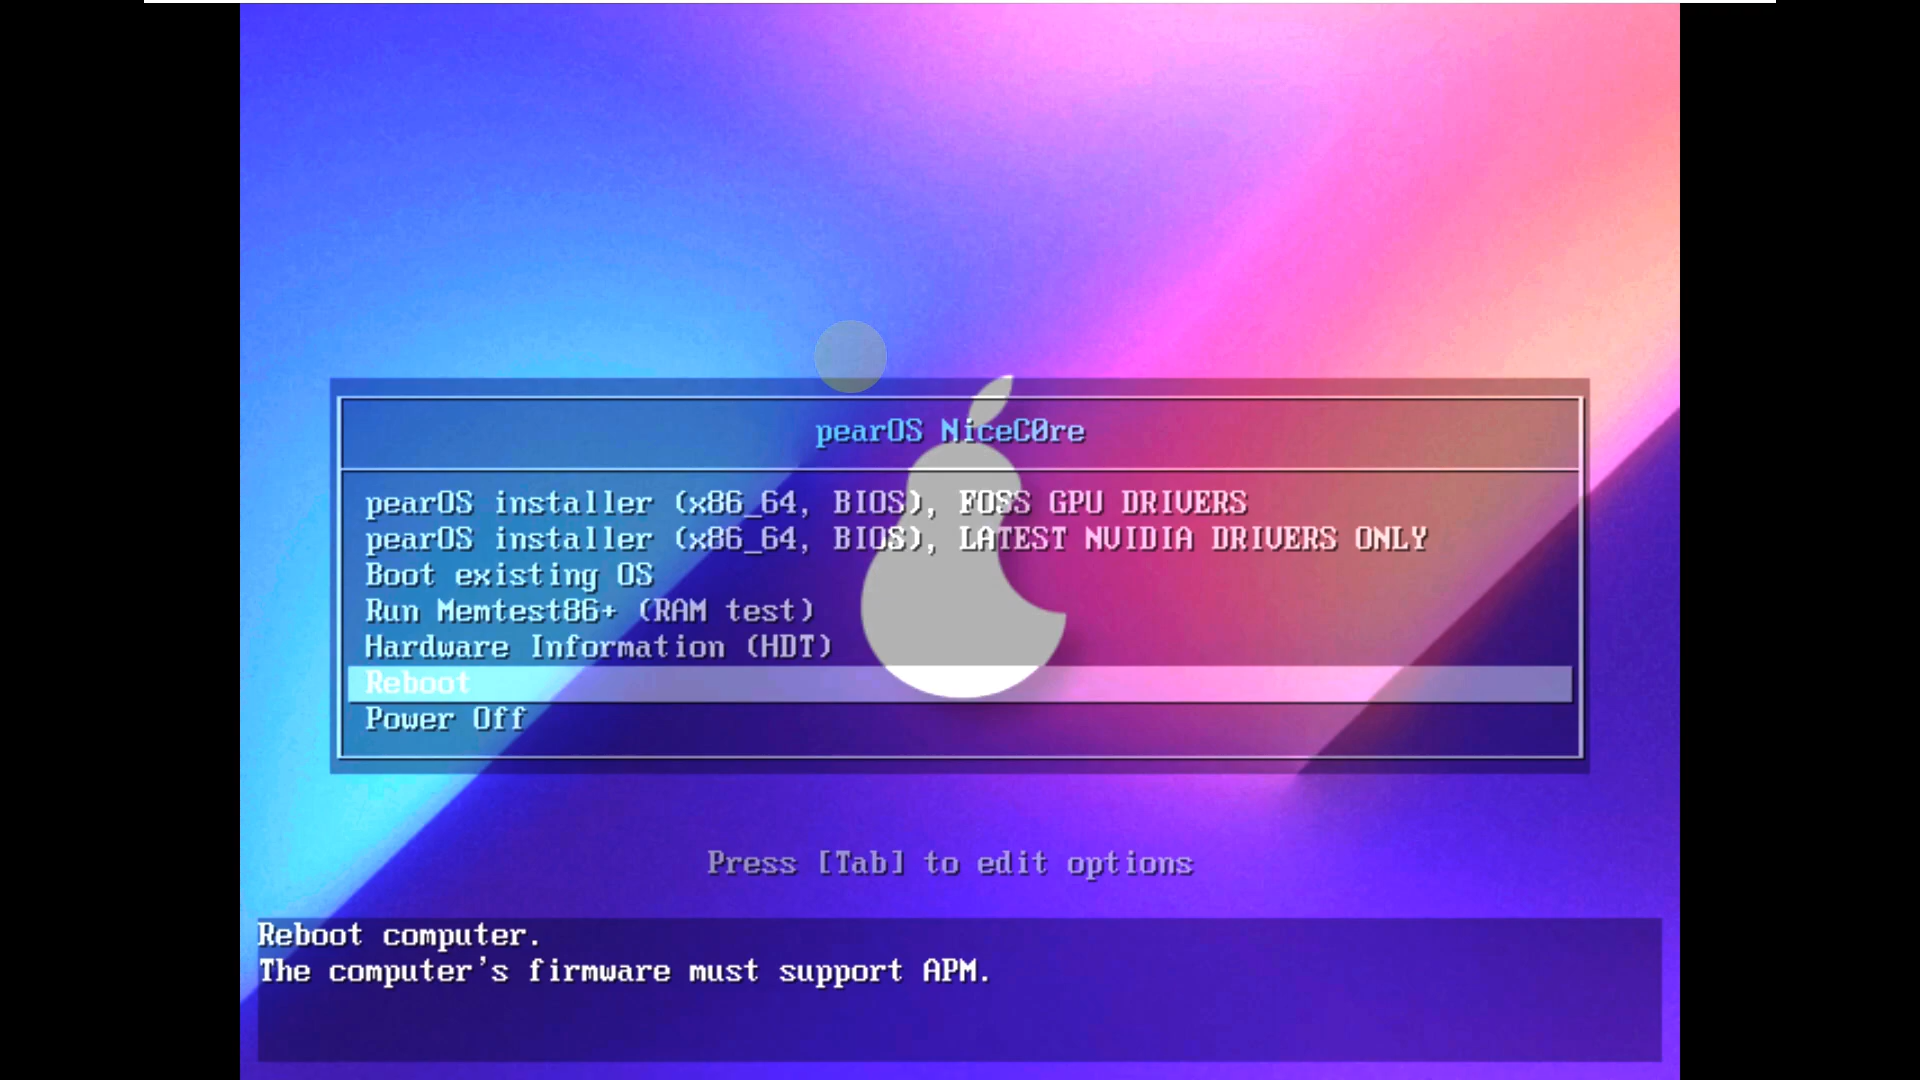 pearOS NiceC0re
pearOS installer (x86_64, BIOS), FOSS GPU DRIVERS
pearOS installer (x86_64, BIOS), LATEST NVIDIA DRIVERS ONLY
Boot existing OS
Run Memtest86+ (RAM test)
Hardware Information (HDT)
Reboot
Power Off
Press [Tab] to edit options
Reboot computer.
The computer's firmware must support APM.